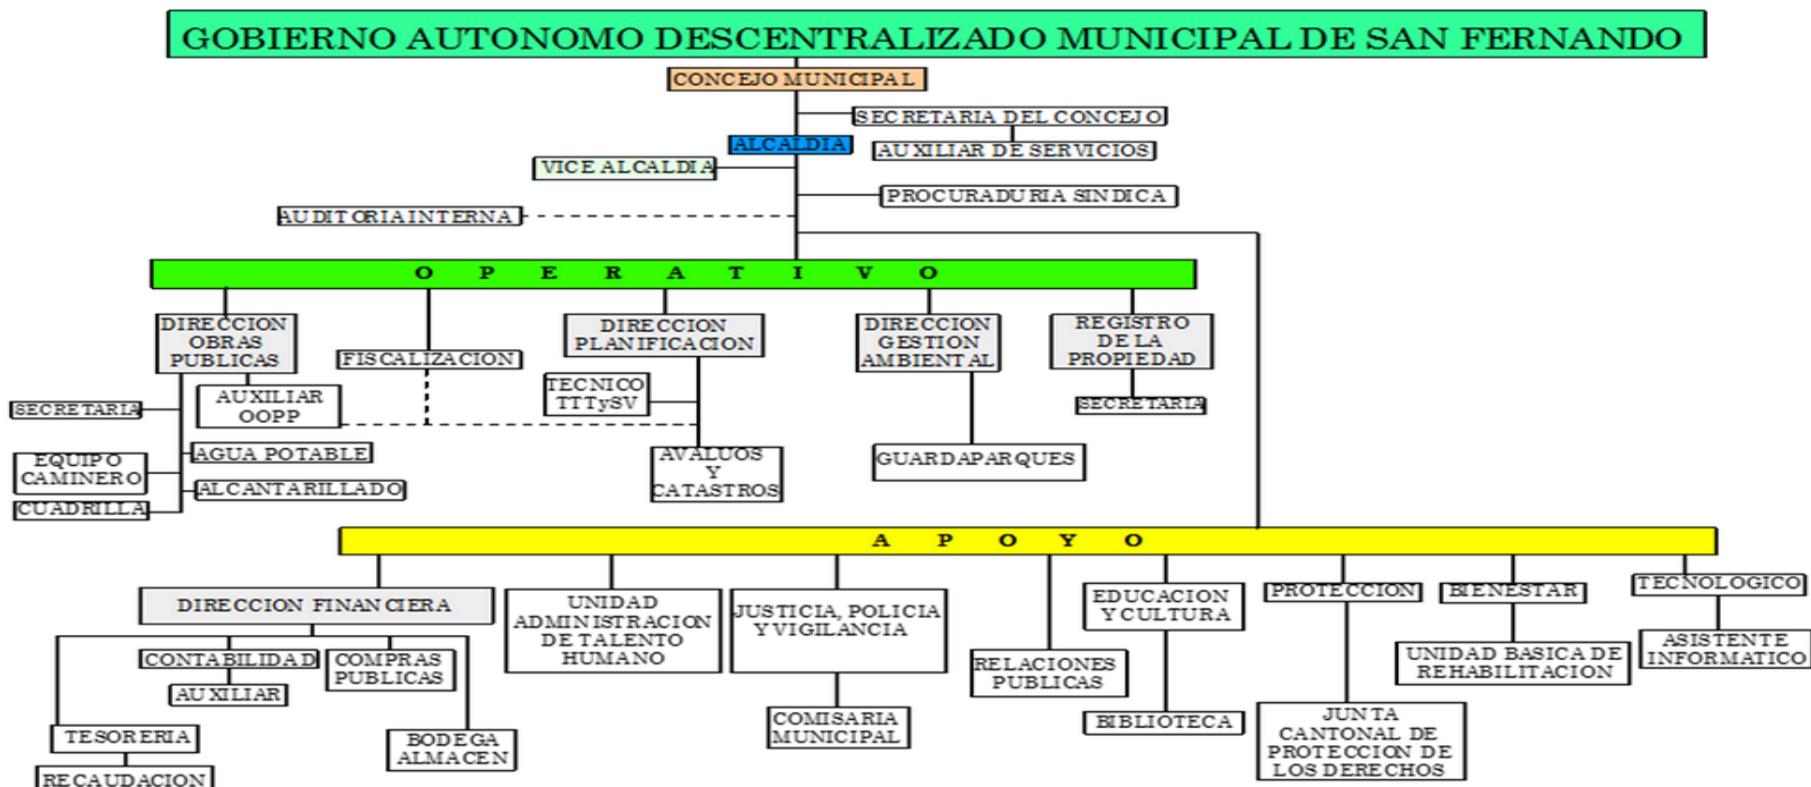 GOBIERNO AUTONOMO DESCENTRALIZADO MUNICIPAL DE SAN FERNANDO
CONCEJO MUNICIPAL
SECRETARIA DEL CONCEJO
ALCALDIA
AUXILIAR DE SERVICIOS
VICE ALCALDIA
PROCURADURIA SINDICA
AUDITORIA INTERNA
O P E R A T I V O
DIRECCION
OBRAS
PUBLICAS
FISCALIZACION
DIRECCION
PLANIFICACION
DIRECCION
GESTION
AMBIENTAL
REGISTRO
DE LA
PROPIEDAD
SECRETARIA
AUXILIAR
OOPP
TECNICO
TTTySV
SECRETARIA
EQUIPO
CAMINERO
AGUA POTABLE
ALCANTARILLADO
CUADRILLA
AVALUOS
Y
CATASTROS
GUARDAPARQUES
A P O Y O
DIRECCION FINANCIERA
UNIDAD
ADMINISTRACION
DE TALENTO
HUMANO
JUSTICIA, POLICIA
Y VIGILANCIA
EDUCACION
Y CULTURA
PROTECCION
BIENESTAR
TECNOLOGICO
CONTABILIDAD
AUXILIAR
COMPRAS
PUBLICAS
RELACIONES
PUBLICAS
UNIDAD BASICA DE
REHABILITACION
ASISTENTE
INFORMATICO
TESORERIA
RECAUDACION
BODEGA
ALMACEN
COMISARIA
MUNICIPAL
BIBLIOTECA
JUNTA
CANTONAL DE
PROTECCION DE
LOS DERECHOS